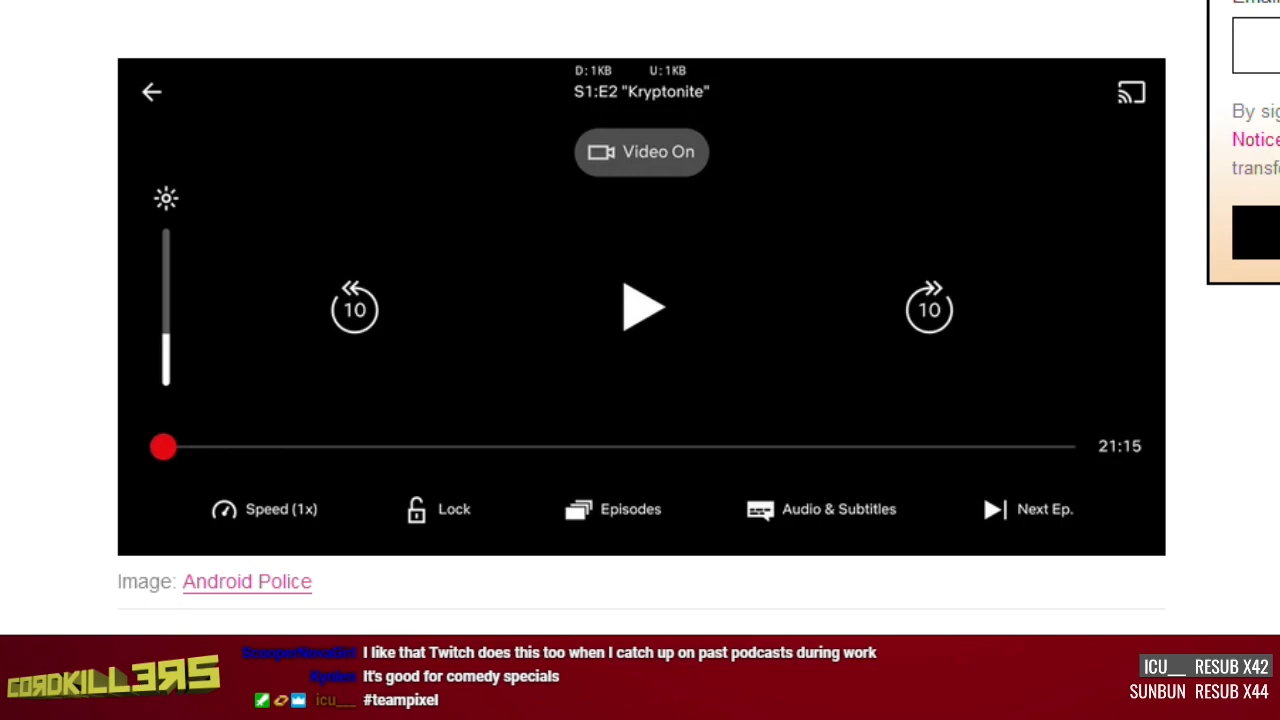 Email
D:1KB U:1KB
S1:E2 "Kryptonite"
Video On
By sig
Notice
transf
10
10
21:15
Speed (1x)
Lock
Episodes
Audio & Subtitles
Next Ep.
Image: Android Police
CORDKILLERS
I like that Twitch does this too when I catch up on past podcasts during work
It's good for comedy specials
icu__ #teampixel
ICU__ RESUB X42
SUNBUN RESUB X44